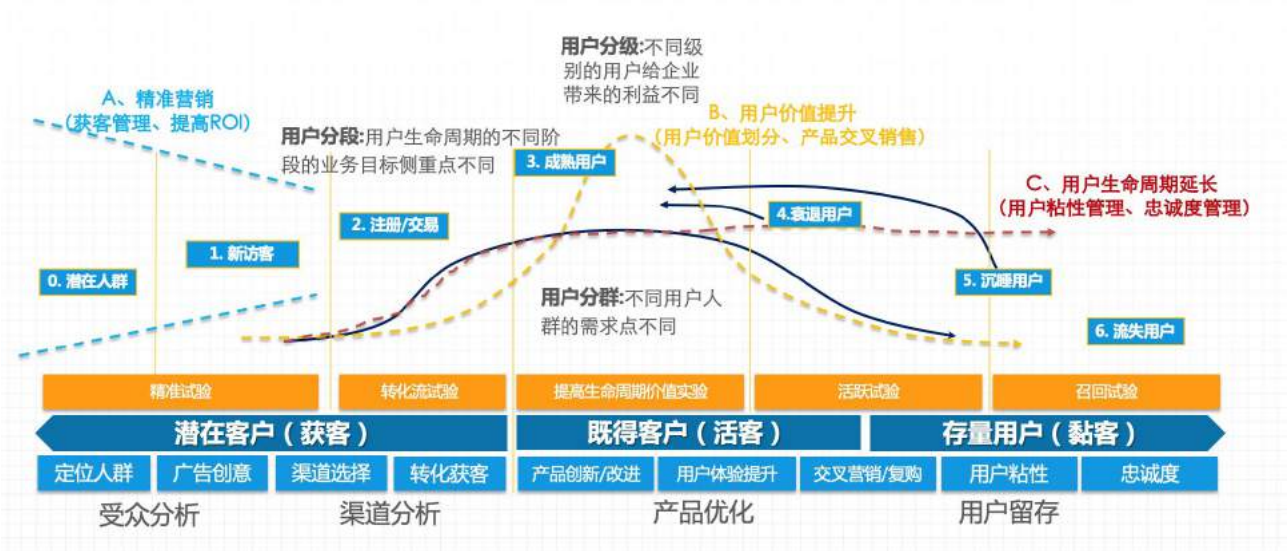 用户分级:不同级
别的用户给企业
带来的利益不同
A、精准营销
(获客管理、提高ROI)
B、用户价值提升
(用户价值划分、产品交叉销售)
用户分段:用户生命周期的不同阶
段的业务目标侧重点不同
3. 成熟用户
C、用户生命周期延长
(用户粘性管理、忠诚度管理)
2. 注册/交易
4.衰退用户
1. 新访客
0. 潜在人群
5. 沉睡用户
用户分群:不同用户人
群的需求点不同
6. 流失用户
精准试验
转化流试验
提高生命周期价值实验
活跃试验
召回试验
潜在客户(获客)
既得客户(活客)
存量用户(黏客)
定位人群
广告创意
渠道选择
转化获客
产品创新/改进
用户体验提升
交叉营销/复购
用户粘性
忠诚度
受众分析
渠道分析
产品优化
用户留存